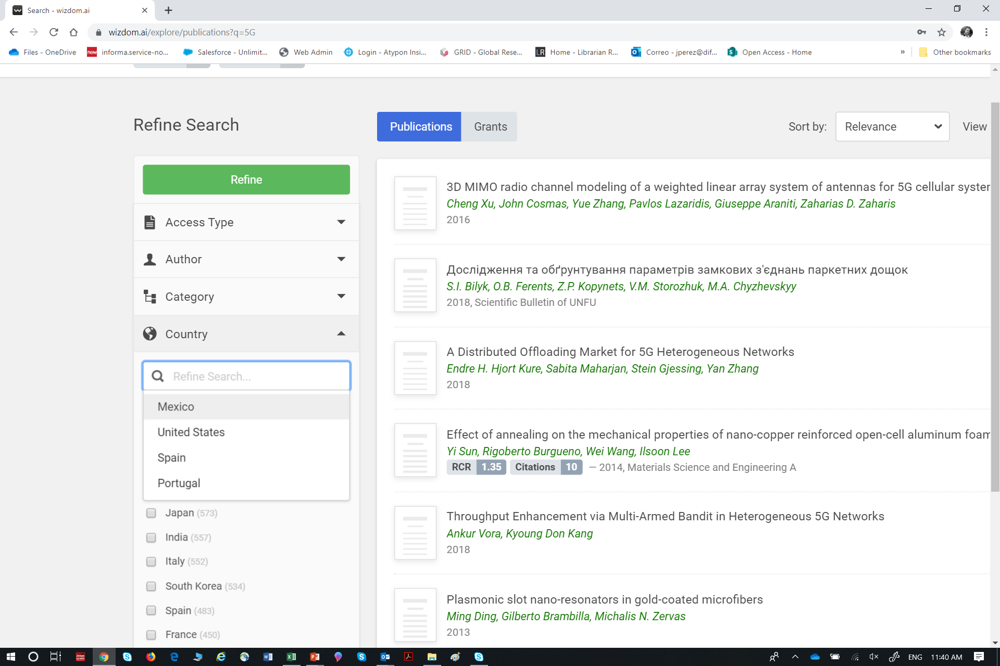 Search - wizdom.ai
wizdom.ai/explore/publications?q=5G
Files - OneDrive
informa.service-no...
Salesforce - Unlimit...
Web Admin
Login - Atypon Insi...
GRID - Global Rese...
LR
Home - Librarian R...
Correo - jperez@dif...
Open Access - Home
»
Other bookmarks
Refine Search
Publications
Grants
Sort by:
Relevance
View
Refine
Access Type
Author
Category
Country
Refine Search...
Mexico
United States
Spain
Portugal
Japan (573)
India (557)
Italy (552)
South Korea (534)
Spain (483)
France (450)
3D MIMO radio channel modeling of a weighted linear array system of antennas for 5G cellular syster
Cheng Xu, John Cosmas, Yue Zhang, Pavlos Lazaridis, Giuseppe Araniti, Zaharias D. Zaharis
2016
Дослідження та обґрунтування параметрів замкових з'єднань паркетних дощок
S.I. Bilyk, O.B. Ferents, Z.P. Kopynets, V.M. Storozhuk, M.A. Chyzhevskyy
2018, Scientific Bulletin of UNFU
A Distributed Offloading Market for 5G Heterogeneous Networks
Endre H. Hjort Kure, Sabita Maharjan, Stein Gjessing, Yan Zhang
2018
Effect of annealing on the mechanical properties of nano-copper reinforced open-cell aluminum foam
Yi Sun, Rigoberto Burgueno, Wei Wang, Ilsoon Lee
RCR 1.35 Citations 10 — 2014, Materials Science and Engineering A
Throughput Enhancement via Multi-Armed Bandit in Heterogeneous 5G Networks
Ankur Vora, Kyoung Don Kang
2018
Plasmonic slot nano-resonators in gold-coated microfibers
Ming Ding, Gilberto Brambilla, Michalis N. Zervas
2013
ENG
11:40 AM